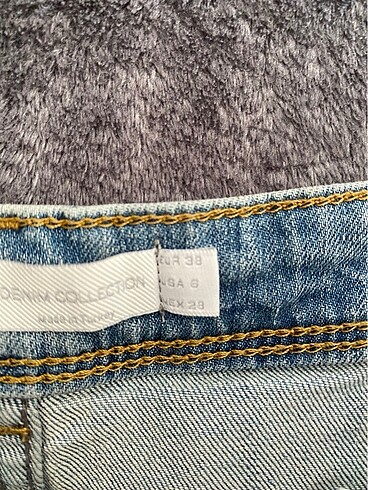 DENIM COLLECTION
Made in Turkey
EUR 38
USA 6
MEX 28